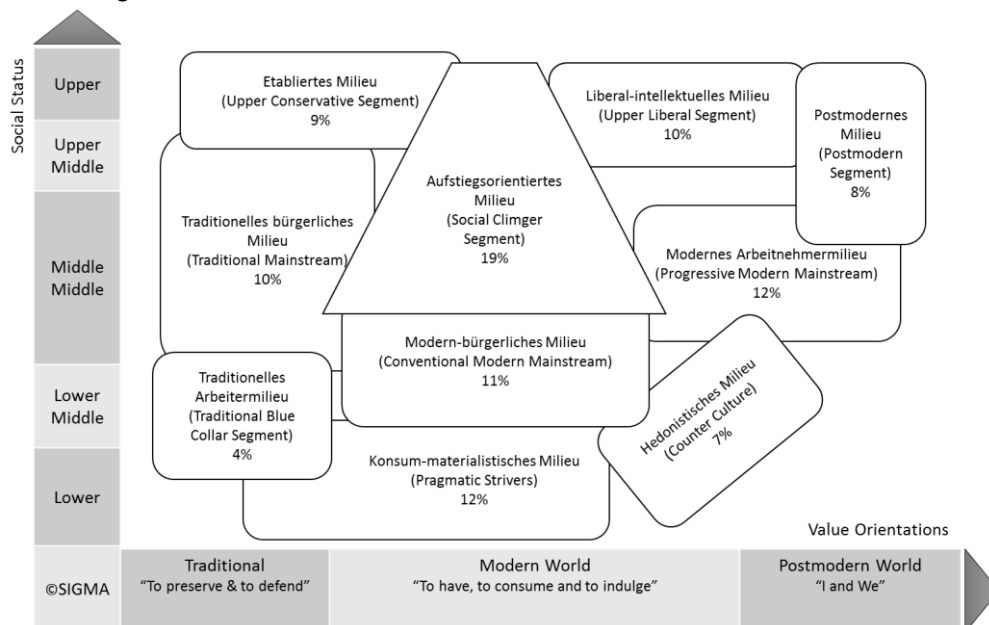 Social Status
Upper
Upper
Middle
Middle
Middle
Lower
Middle
Lower
©SIGMA
Etabliertes Milieu
(Upper Conservative Segment)
9%
Liberal-intellektuelles Milieu
(Upper Liberal Segment)
10%
Postmodernes
Milieu
(Postmodern
Segment)
8%
Aufstiegsorientiertes
Milieu
(Social Climger
Segment)
19%
Traditionelles bürgerliches
Milieu
(Traditional Mainstream)
10%
Modernes Arbeitnehmermilieu
(Progressive Modern Mainstream)
12%
Modern-bürgerliches Milieu
(Conventional Modern Mainstream)
11%
Traditionelles
Arbeitermilieu
(Traditional Blue
Collar Segment)
4%
Hedonistisches Milieu
(Counter Culture)
7%
Konsum-materialistisches Milieu
(Pragmatic Strivers)
12%
Value Orientations
Traditional
“To preserve & to defend”
Modern World
“To have, to consume and to indulge”
Postmodern World
“I and We”